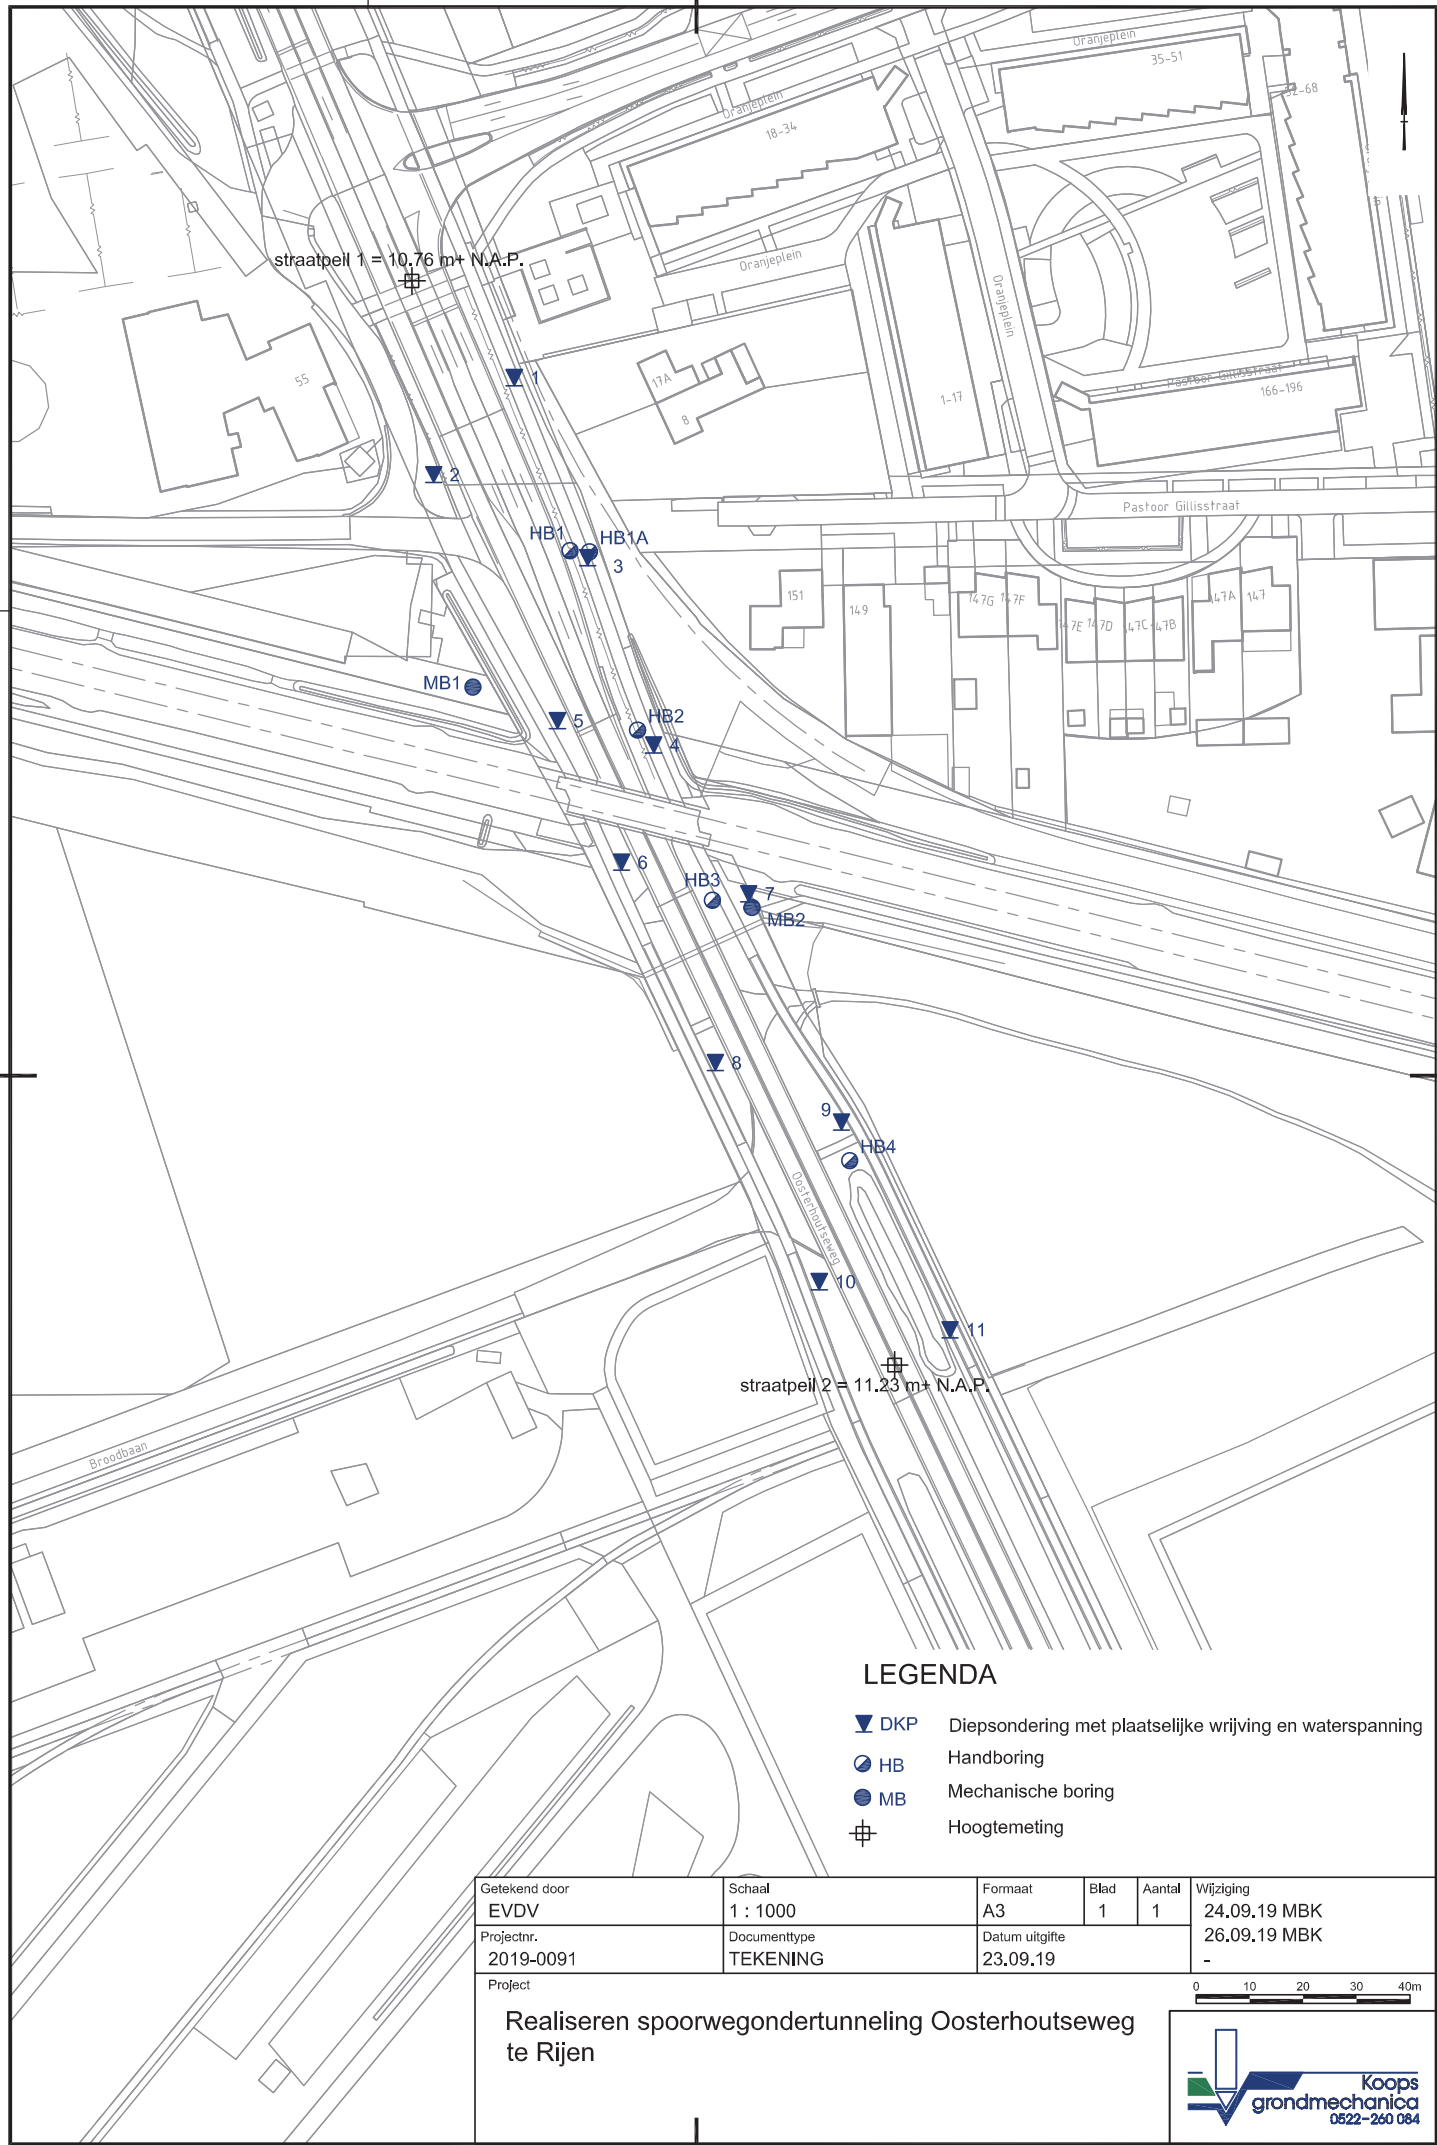 Oranjeplein
35-51
Oranjeplein
18-34
straatpeil 1 = 10.76 m+ N.A.P.
Oranjeplein
Oranjeplein
55
1
17A
8
1-17
Pastoor Gillisstraat
166-196
2
Pastoor Gillisstraat
HB1
HB1A
3
151
149
147G
147F
147E
147D
147C
147B
147A
147
MB1
5
HB2
4
6
HB3
7
MB2
8
9
HB4
Oosterhoutseweg
10
11
straatpeil 2 = 11.23 m+ N.A.P.
Broodbaan
LEGENDA
DKP Diepsondering met plaatselijke wrijving en waterspanning
HB Handboring
MB Mechanische boring
Hoogtemeting
Getekend door
EVDV
Schaal
1 : 1000
Formaat
A3
Blad
1
Aantal
1
Wijziging
24.09.19 MBK
26.09.19 MBK
-
Projectnr.
2019-0091
Documenttype
TEKENING
Datum uitgifte
23.09.19
Project
Realiseren spoorwegondertunneling Oosterhoutseweg
te Rijen
0 10 20 30 40m
Koops
grondmechanica
0522-260 084